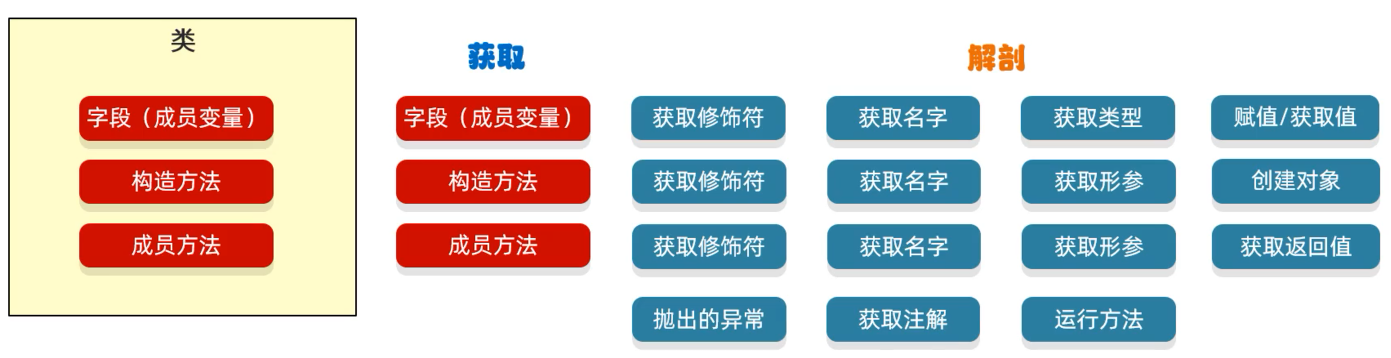 类
字段（成员变量）
构造方法
成员方法
获取
解剖
字段（成员变量） 获取修饰符 获取名字 获取类型 赋值/获取值
构造方法 获取修饰符 获取名字 获取形参 创建对象
成员方法 获取修饰符 获取名字 获取形参 获取返回值
抛出的异常 获取注解 运行方法